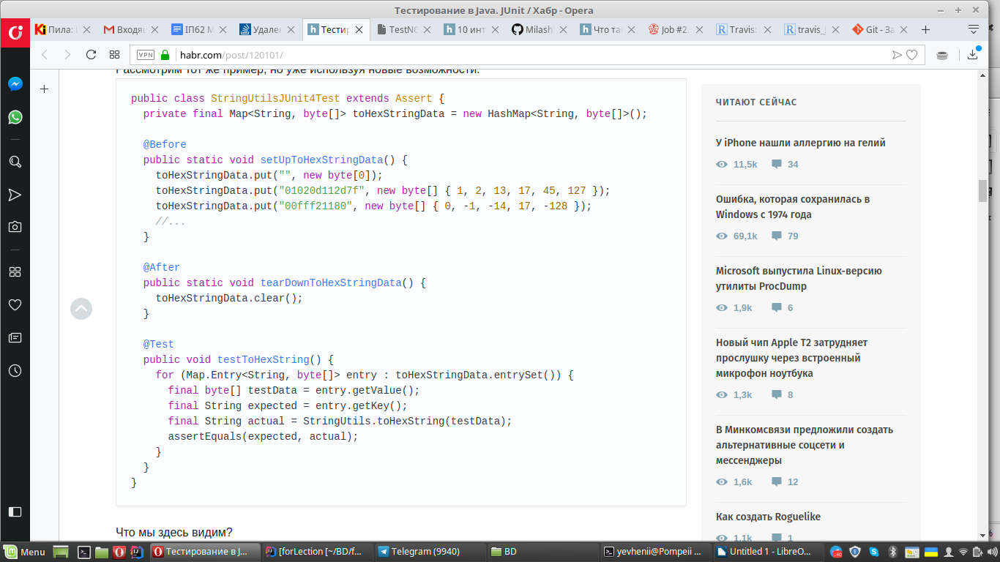 Тестирование в Java. JUnit / Хабр - Opera
Пила:
Входящ
ІП62 М
Удален
Тестир
TestNG
10 инт
Milash
Что та
Job #2.
Travis:
travis_j
Git - За
VPN
habr.com/post/120101/
Рассмотрим тот же пример, но уже используя новые возможности.
public class StringUtilsJUnit4Test extends Assert {
private final Map<String, byte[]> toHexStringData = new HashMap<String, byte[]>();
@Before
public static void setUpToHexStringData() {
toHexStringData.put("", new byte[0]);
toHexStringData.put("01020d112d7f", new byte[] { 1, 2, 13, 17, 45, 127 });
toHexStringData.put("00fff21180", new byte[] { 0, -1, -14, 17, -128 });
//...
}
@After
public static void tearDownToHexStringData() {
toHexStringData.clear();
}
@Test
public void testToHexString() {
for (Map.Entry<String, byte[]> entry : toHexStringData.entrySet()) {
final byte[] testData = entry.getValue();
final String expected = entry.getKey();
final String actual = StringUtils.toHexString(testData);
assertEquals(expected, actual);
}
}
}
Что мы здесь видим?
ЧИТАЮТ СЕЙЧАС
У iPhone нашли аллергию на гелий
11,5k 34
Ошибка, которая сохранилась в
Windows с 1974 года
69,1k 79
Microsoft выпустила Linux-версию
утилиты ProcDump
1,9k 6
Новый чип Apple T2 затрудняет
прослушку через встроенный
микрофон ноутбука
1,3k 8
В Минкомсвязи предложили создать
альтернативные соцсети и
мессенджеры
1,6k 12
Как создать Roguelike
1,1k 1
Menu
Тестирование в J...
[forLection [~/BD/f...
Telegram (9940)
BD
yevhenii@Pompeii ...
Untitled 1 - LibreO...